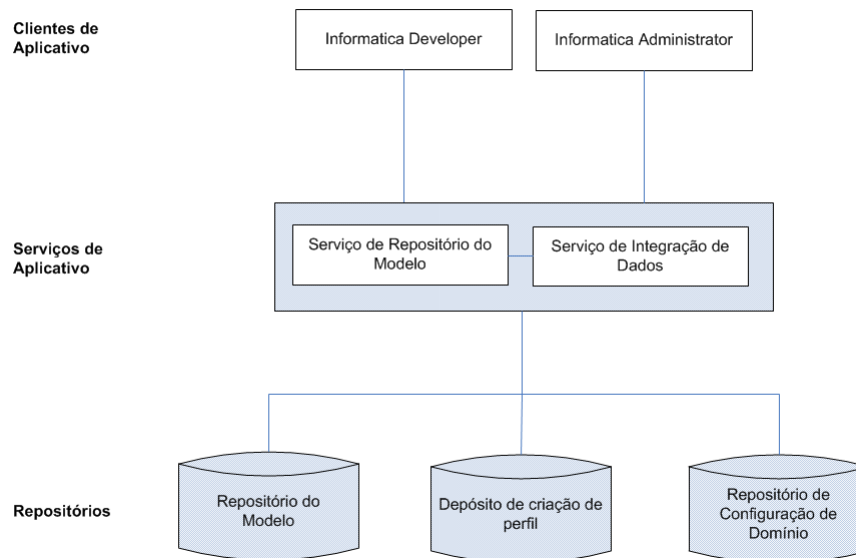 Clientes de
Aplicativo
Informatica Developer
Informatica Administrator
Serviços de
Aplicativo
Serviço de Repositório do
Modelo
Serviço de Integração de
Dados
Repositórios
Repositório do
Modelo
Depósito de criação de
perfil
Repositório de
Configuração de
Domínio